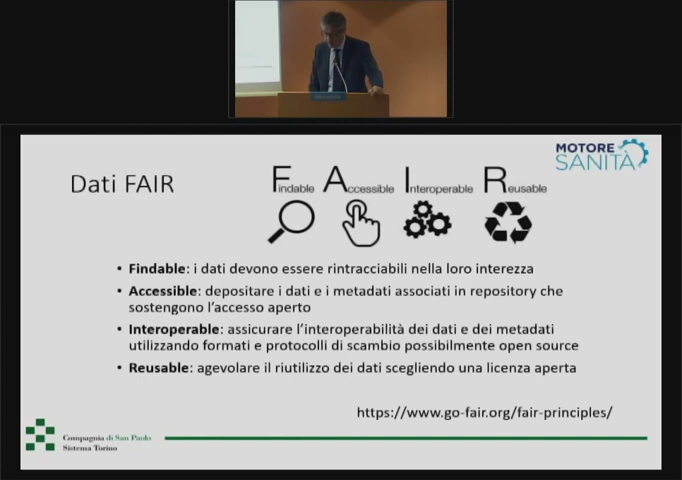 MOTORE
SANITÀ
Dati FAIR
Findable Accessible Interoperable Reusable
• Findable: i dati devono essere rintracciabili nella loro interezza
• Accessible: depositare i dati e i metadati associati in repository che
sostengono l'accesso aperto
• Interoperable: assicurare l'interoperabilità dei dati e dei metadati
utilizzando formati e protocolli di scambio possibilmente open source
• Reusable: agevolare il riutilizzo dei dati scegliendo una licenza aperta
https://www.go-fair.org/fair-principles/
Compagnia di San Paolo
Sistema Torino